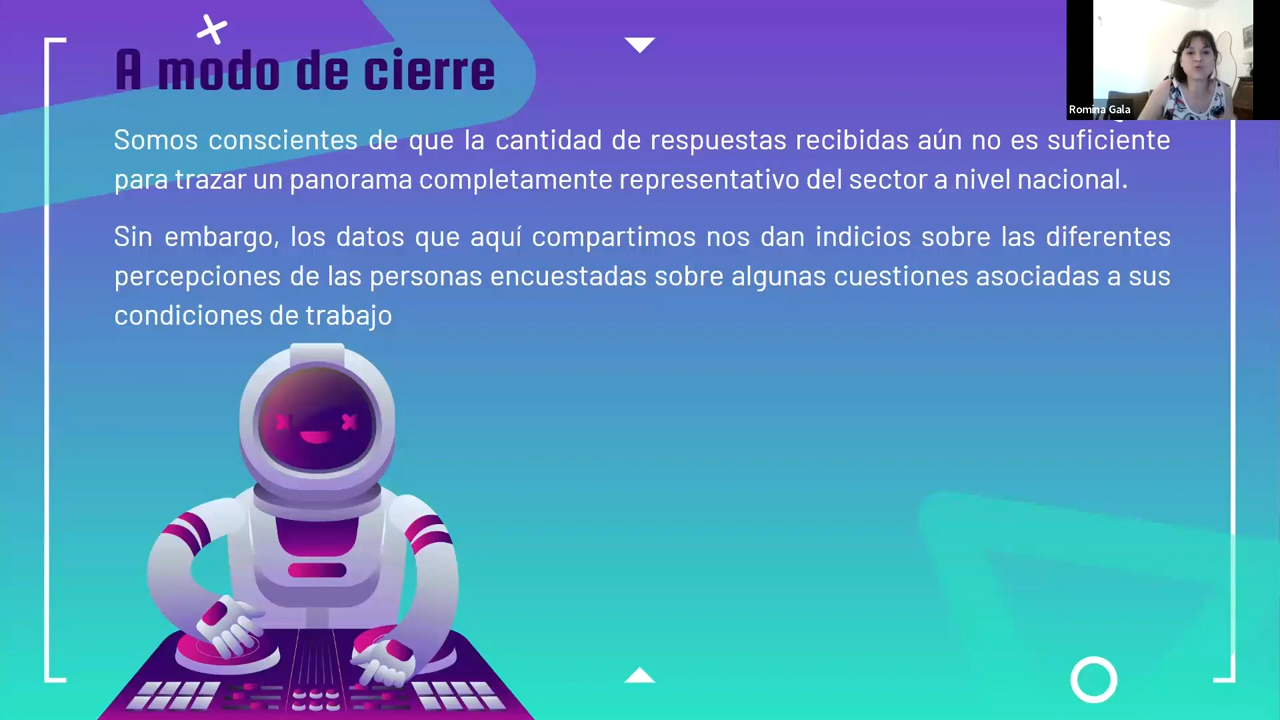 A modo de cierre
Romina Gala
Somos conscientes de que la cantidad de respuestas recibidas aún no es suficiente
para trazar un panorama completamente representativo del sector a nivel nacional.
Sin embargo, los datos que aquí compartimos nos dan indicios sobre las diferentes
percepciones de las personas encuestadas sobre algunas cuestiones asociadas a sus
condiciones de trabajo